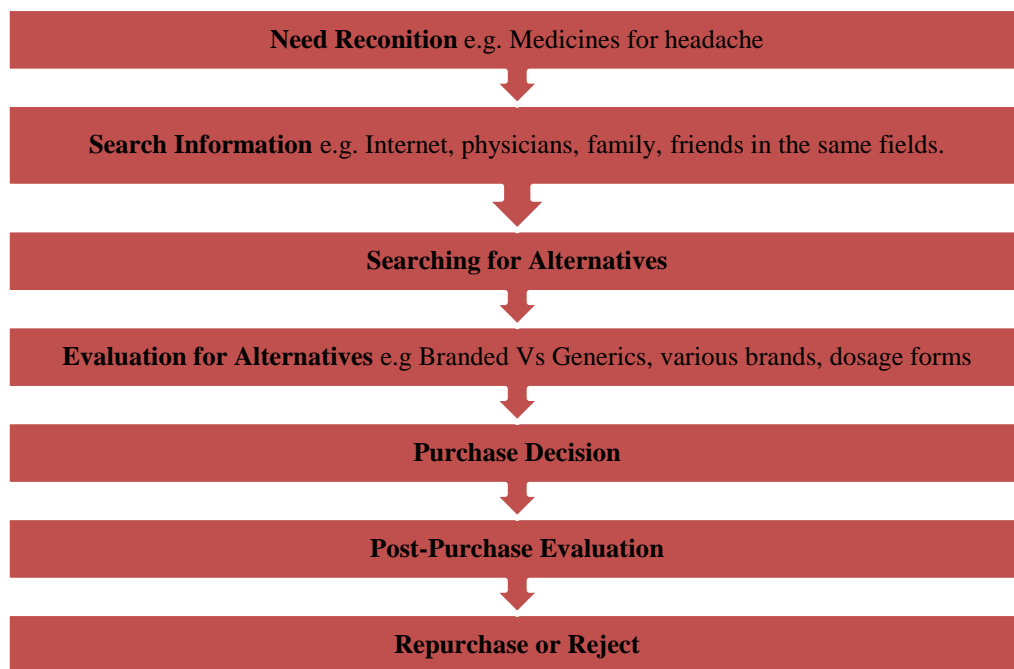 Need Reconition e.g. Medicines for headache
Search Information e.g. Internet, physicians, family, friends in the same fields.
Searching for Alternatives
Evaluation for Alternatives e.g Branded Vs Generics, various brands, dosage forms
Purchase Decision
Post-Purchase Evaluation
Repurchase or Reject